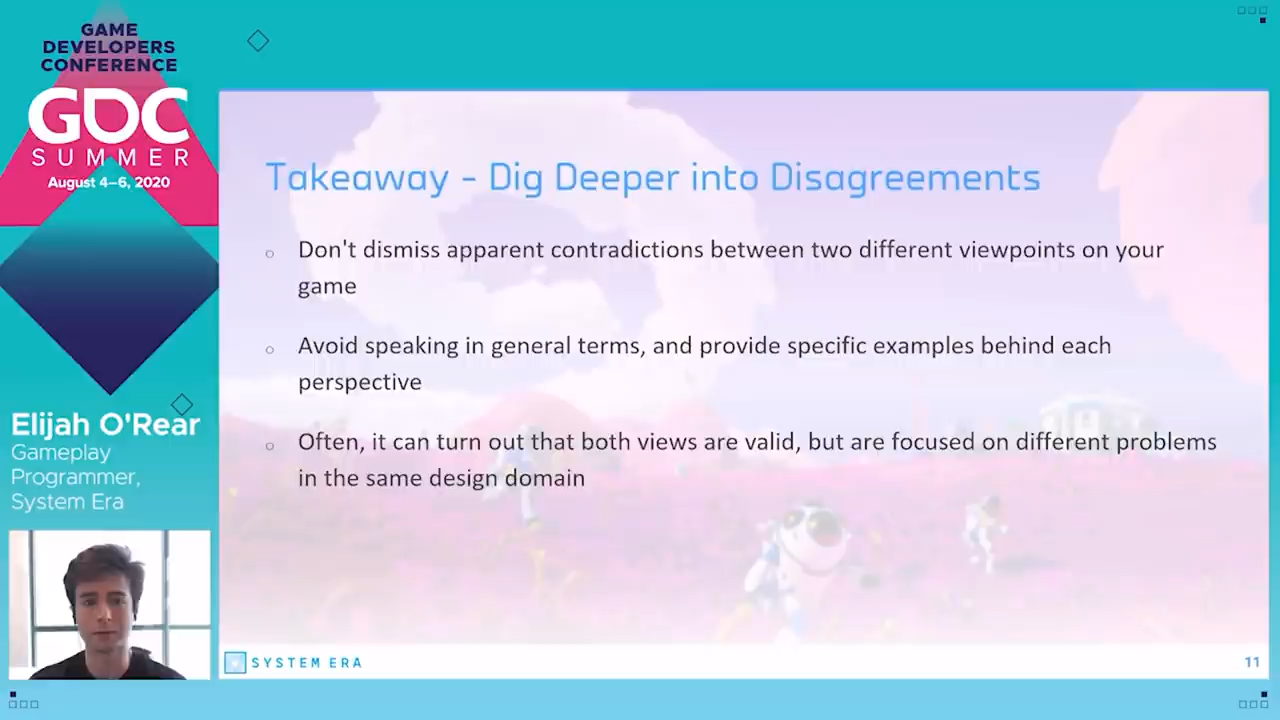 GAME
DEVELOPERS
CONFERENCE
GDC
SUMMER
August 4–6, 2020
Elijah O'Rear
Gameplay
Programmer,
System Era
Takeaway - Dig Deeper into Disagreements
Don't dismiss apparent contradictions between two different viewpoints on your
game
Avoid speaking in general terms, and provide specific examples behind each
perspective
Often, it can turn out that both views are valid, but are focused on different problems
in the same design domain
SYSTEM ERA
11